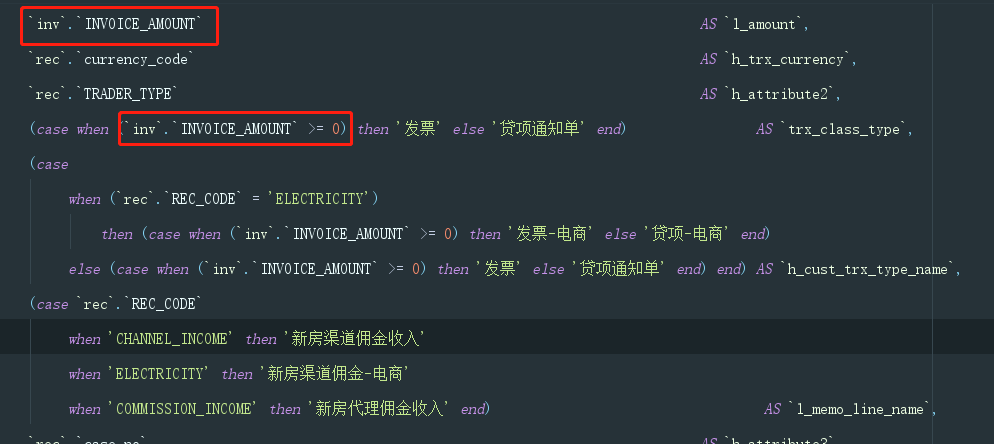 `inv`.`INVOICE_AMOUNT` AS `l_amount`,
`rec`.`currency_code` AS `h_trx_currency`,
`rec`.`TRADER_TYPE` AS `h_attribute2`,
(case when (`inv`.`INVOICE_AMOUNT` >= 0) then '发票' else '贷项通知单' end) AS `trx_class_type`,
(case
when (`rec`.`REC_CODE` = 'ELECTRICITY')
then (case when (`inv`.`INVOICE_AMOUNT` >= 0) then '发票-电商' else '贷项-电商' end)
else (case when (`inv`.`INVOICE_AMOUNT` >= 0) then '发票' else '贷项通知单' end) end) AS `h_cust_trx_type_name`,
(case `rec`.`REC_CODE`
when 'CHANNEL_INCOME' then '新房渠道佣金收入'
when 'ELECTRICITY' then '新房渠道佣金-电商'
when 'COMMISSION_INCOME' then '新房代理佣金收入' end) AS `l_memo_line_name`,
`rec`.`case_no` AS `h_attribute3`